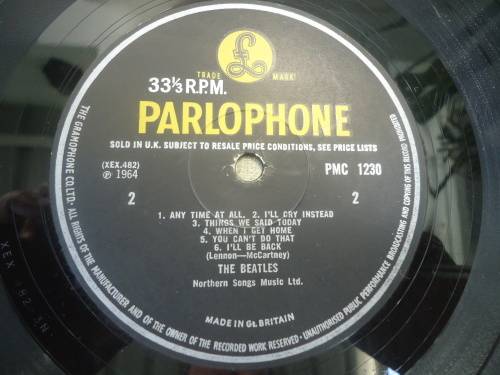 £
TRADE MARK
33⅓ R.P.M.
PARLOPHONE
SOLD IN U.K. SUBJECT TO RESALE PRICE CONDITIONS, SEE PRICE LISTS
(XEX.482)
PMC 1230
℗ 1964
2
2
1. ANY TIME AT ALL, 2. I'LL CRY INSTEAD
3. THINGS WE SAID TODAY
4. WHEN I GET HOME
5. YOU CAN'T DO THAT
6. I'LL BE BACK
(Lennon—McCartney)
THE BEATLES
Northern Songs Music Ltd.
MADE IN Gt. BRITAIN
THE GRAMOPHONE CO. LTD. ALL RIGHTS OF THE MANUFACTURER AND OF THE OWNER OF THE RECORDED WORK RESERVED—UNAUTHORISED PUBLIC PERFORMANCE BROADCASTING AND COPYING OF THIS RECORD PROHIBITED